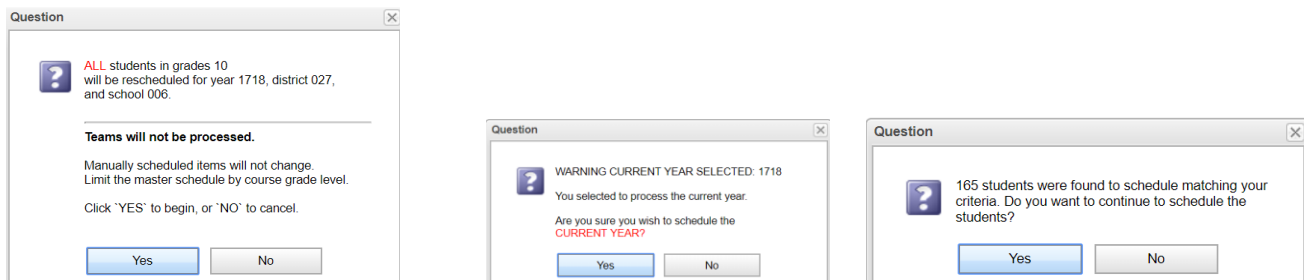 Question
ALL students in grades 10
will be rescheduled for year 1718, district 027,
and school 006.
Teams will not be processed.
Manually scheduled items will not change.
Limit the master schedule by course grade level.
Click `YES` to begin, or `NO` to cancel.
Yes
No
Question
WARNING CURRENT YEAR SELECTED: 1718
You selected to process the current year.
Are you sure you wish to schedule the
CURRENT YEAR?
Yes
No
Question
165 students were found to schedule matching your
criteria. Do you want to continue to schedule the
students?
Yes
No